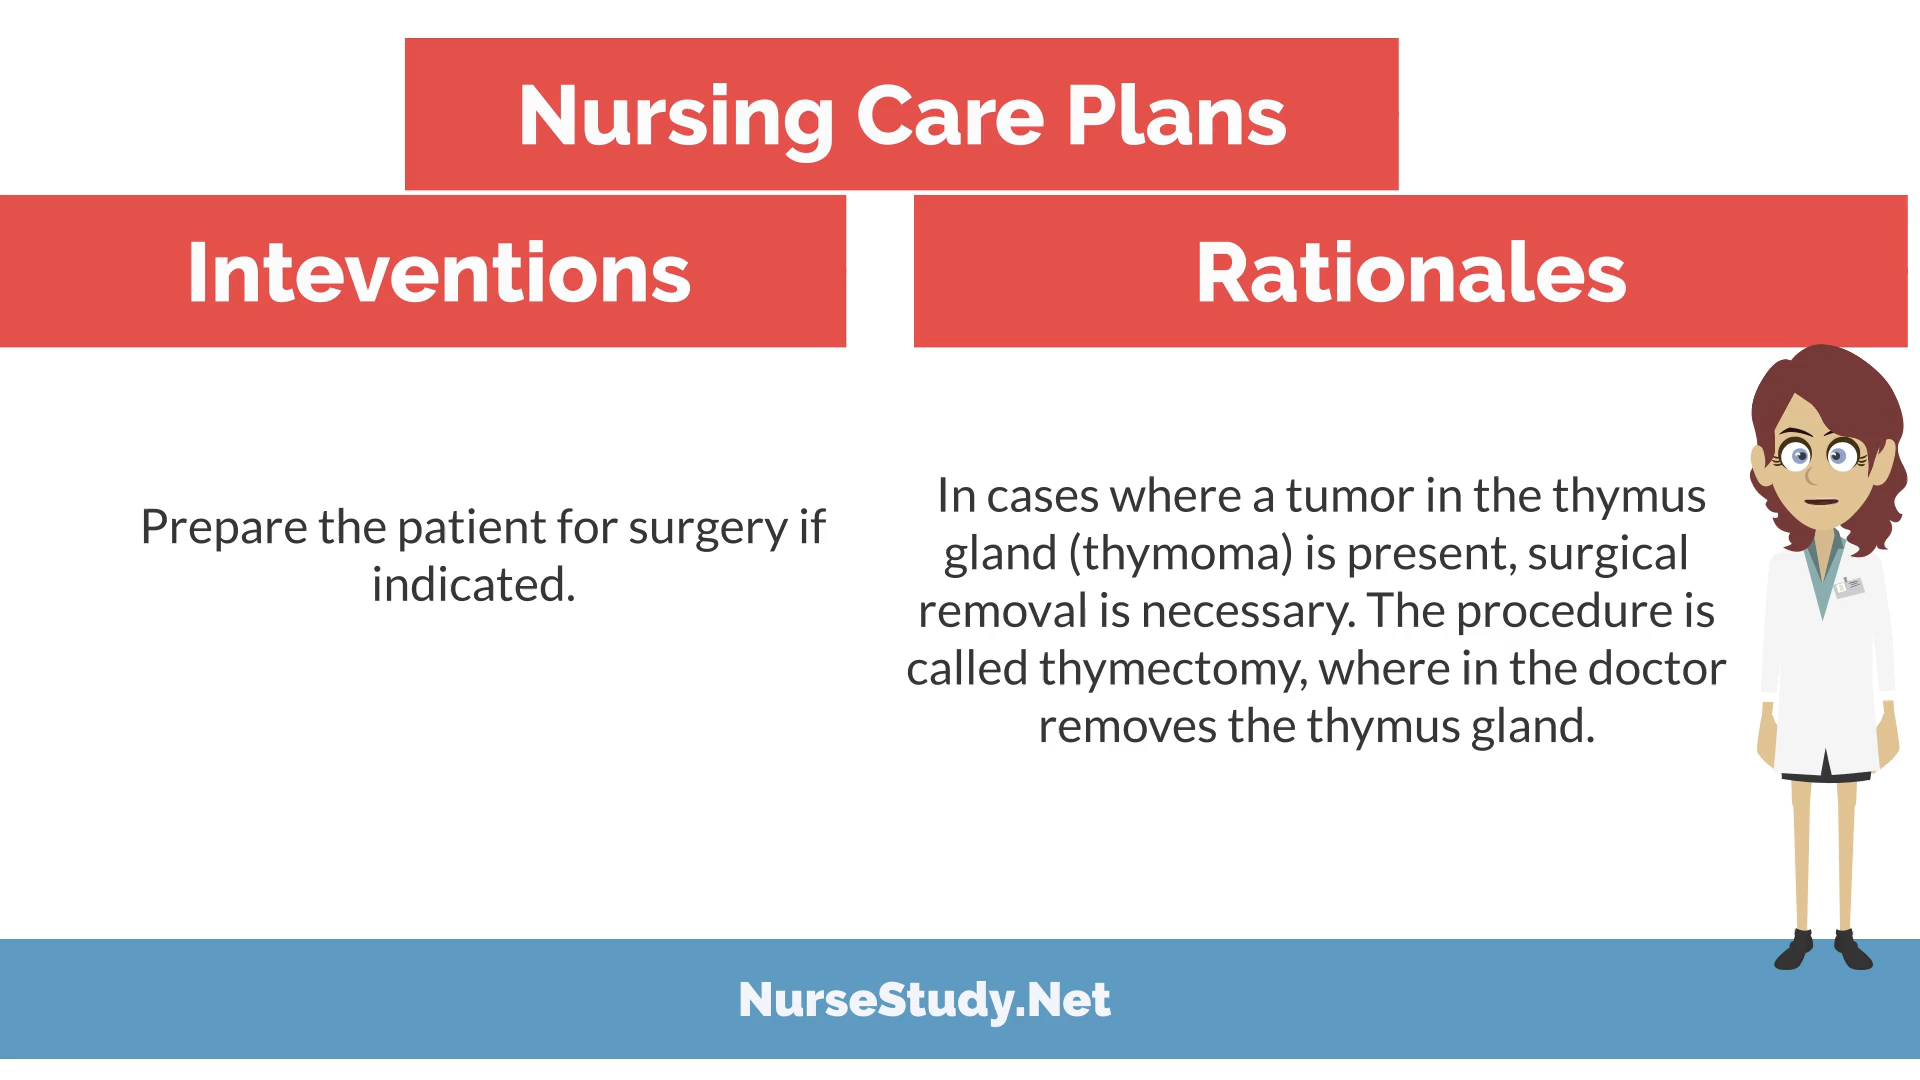 Nursing Care Plans
Inteventions
Rationales
Prepare the patient for surgery if
indicated.
In cases where a tumor in the thymus
gland (thymoma) is present, surgical
removal is necessary. The procedure is
called thymectomy, where in the doctor
removes the thymus gland.
NurseStudy.Net